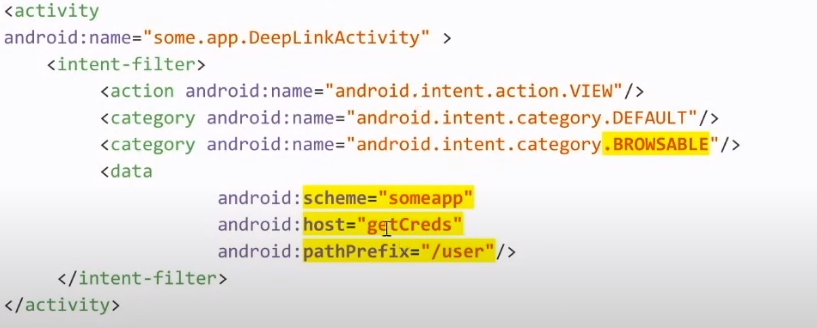 <activity
android:name="some.app.DeepLinkActivity" >
<intent-filter>
<action android:name="android.intent.action.VIEW"/>
<category android:name="android.intent.category.DEFAULT"/>
<category android:name="android.intent.category.BROWSABLE"/>
<data
android:scheme="someapp"
android:host="getCreds"
android:pathPrefix="/user"/>
</intent-filter>
</activity>